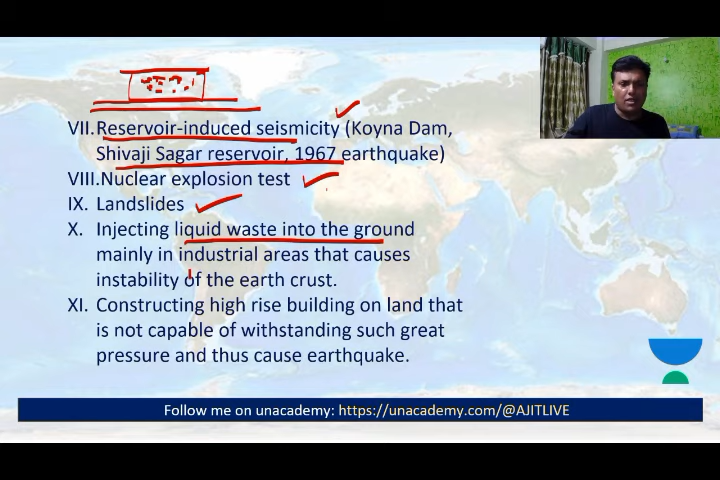 VII. Reservoir-induced seismicity (Koyna Dam,
Shivaji Sagar reservoir, 1967 earthquake)
VIII.Nuclear explosion test
IX. Landslides
X. Injecting liquid waste into the ground
mainly in industrial areas that causes
instability of the earth crust.
XI. Constructing high rise building on land that
is not capable of withstanding such great
pressure and thus cause earthquake.
Follow me on unacademy: https://unacademy.com/@AJITLIVE